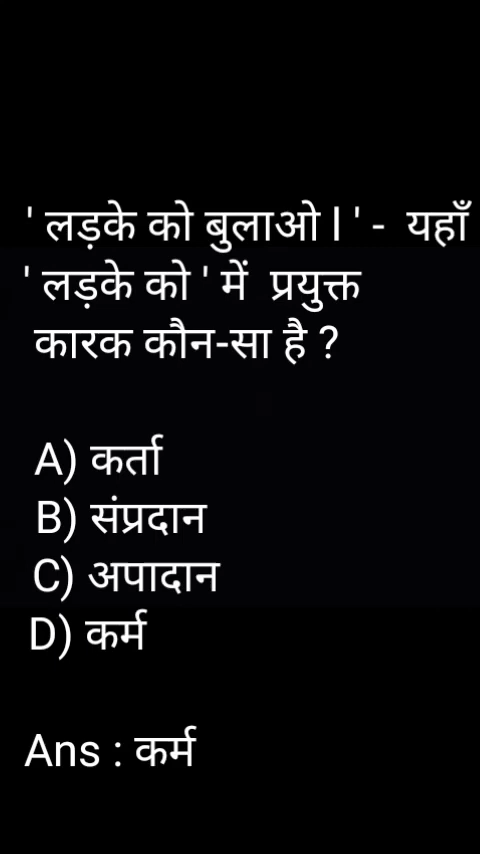 ' लड़के को बुलाओ l ' - यहाँ
' लड़के को ' में प्रयुक्त
कारक कौन-सा है ?
A) कर्ता
B) संप्रदान
C) अपादान
D) कर्म
Ans : कर्म